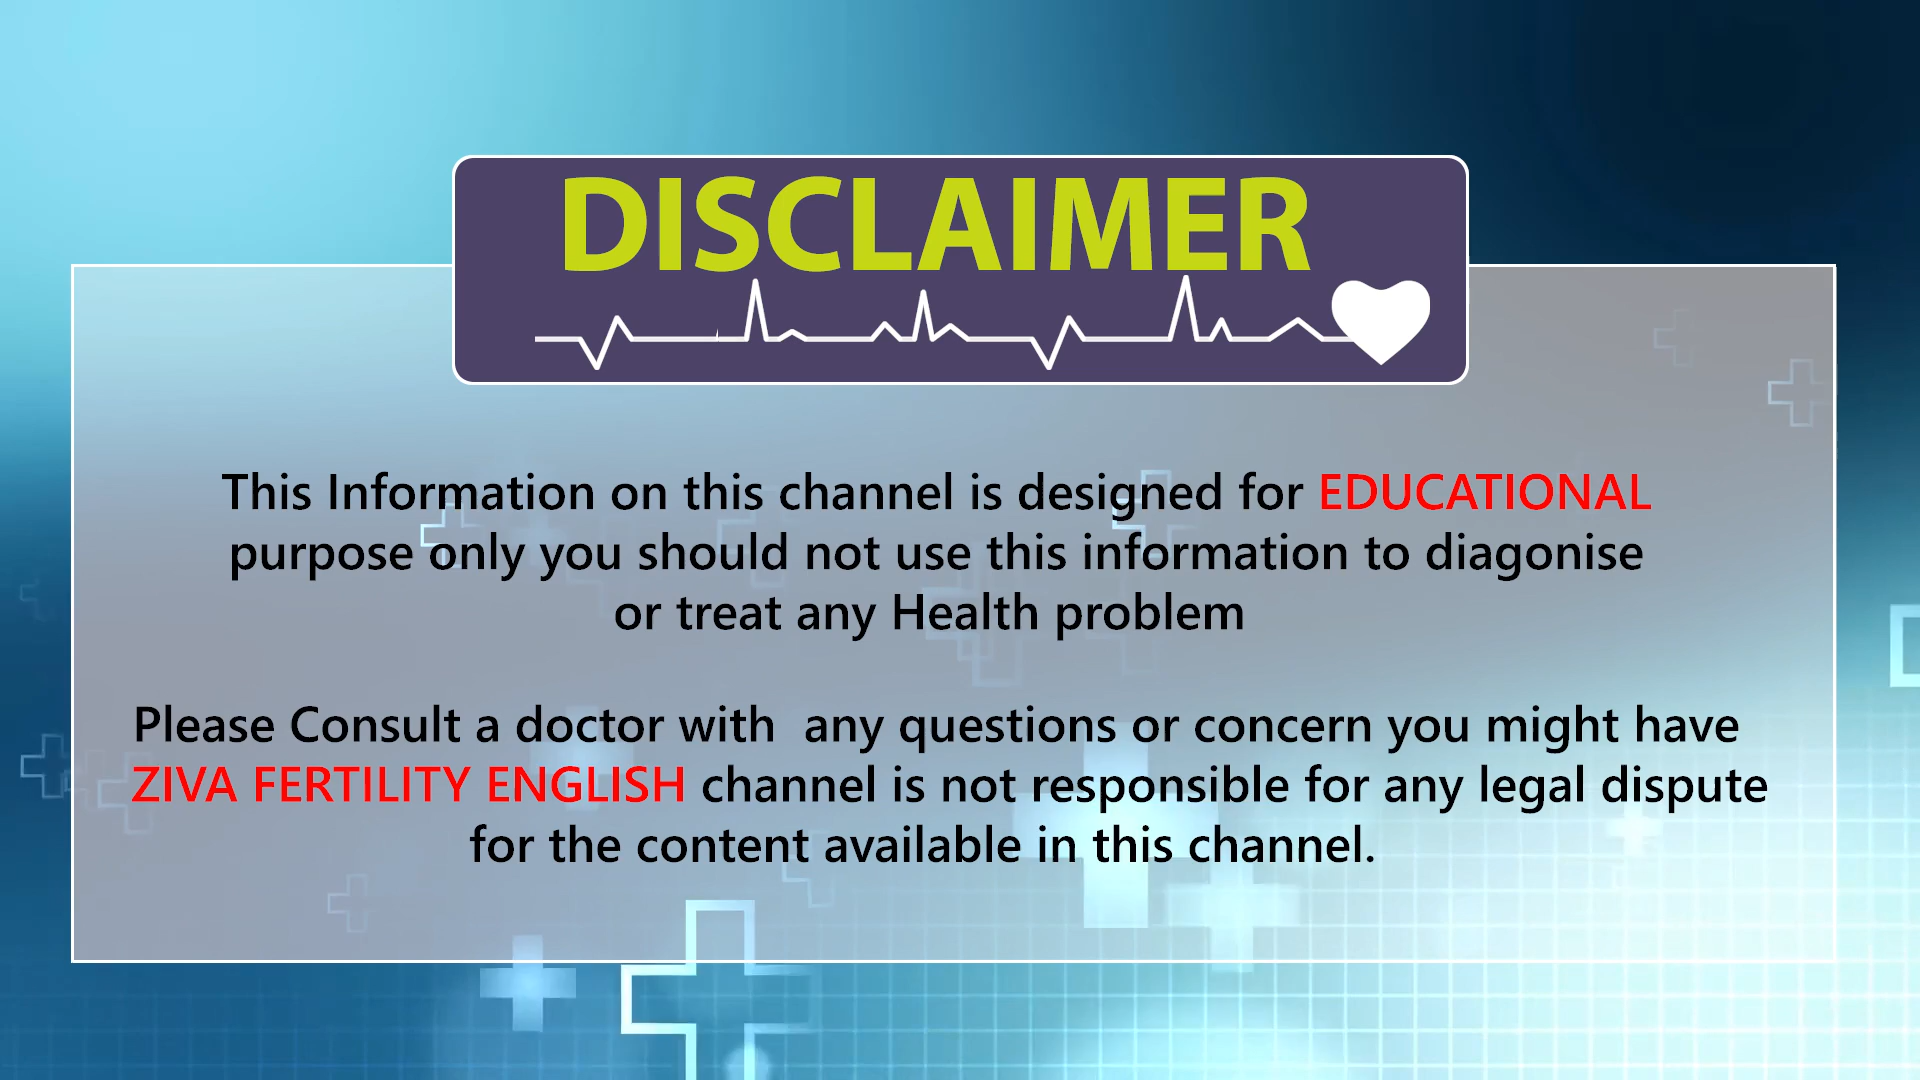 DISCLAIMER
This Information on this channel is designed for EDUCATIONAL
purpose only you should not use this information to diagonise
or treat any Health problem
Please Consult a doctor with  any questions or concern you might have
ZIVA FERTILITY ENGLISH channel is not responsible for any legal dispute
for the content available in this channel.